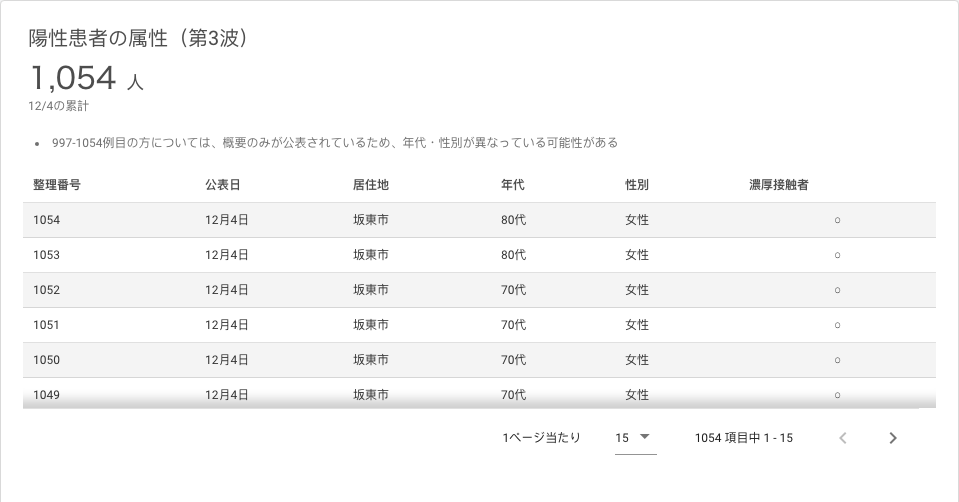 陽性患者の属性（第3波）
1,054 人
12/4の累計
• 997-1054例目の方については、概要のみが公表されているため、年代・性別が異なっている可能性がある
整理番号 公表日 居住地 年代 性別 濃厚接触者
1054 12月4日 坂東市 80代 女性 ○
1053 12月4日 坂東市 80代 女性 ○
1052 12月4日 坂東市 70代 女性 ○
1051 12月4日 坂東市 70代 女性 ○
1050 12月4日 坂東市 70代 女性 ○
1049 12月4日 坂東市 70代 女性 ○
1ページ当たり 15 1054 項目中 1 - 15